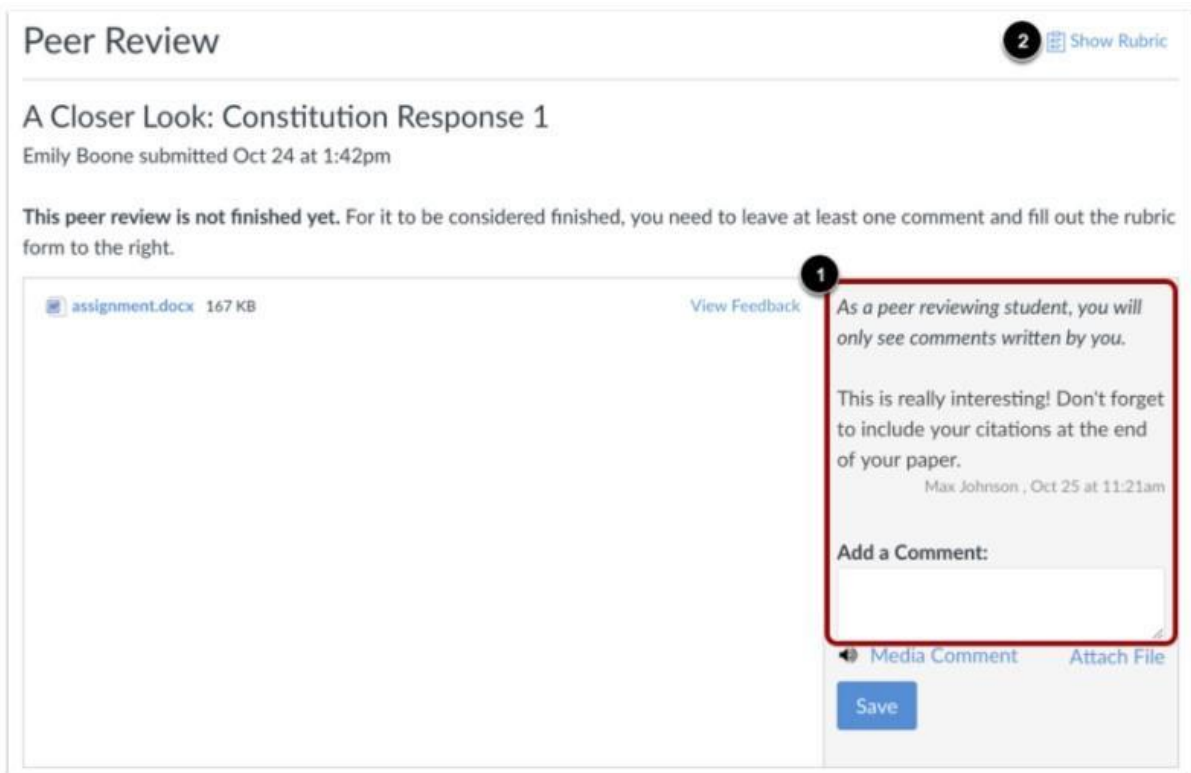 Peer Review
2 Show Rubric
A Closer Look: Constitution Response 1
Emily Boone submitted Oct 24 at 1:42pm
This peer review is not finished yet. For it to be considered finished, you need to leave at least one comment and fill out the rubric
form to the right.
1
assignment.docx 167 KB
View Feedback
As a peer reviewing student, you will
only see comments written by you.
This is really interesting! Don't forget
to include your citations at the end
of your paper.
Max Johnson , Oct 25 at 11:21am
Add a Comment:
Media Comment
Attach File
Save